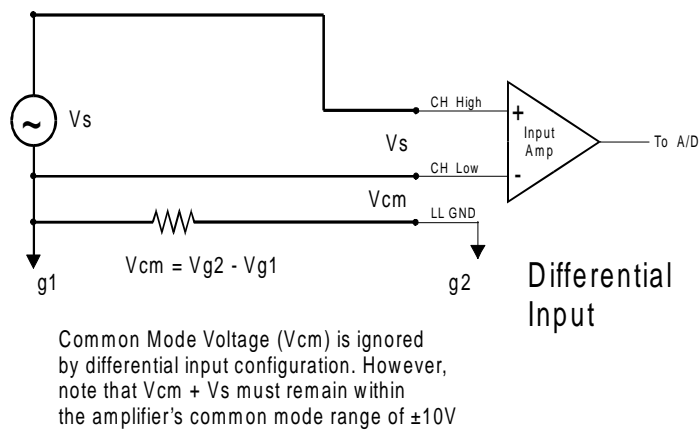 Vs
CH High
+
Input
Amp
To A/D
Vs
CH Low
-
Vcm
LL GND
Vcm = Vg2 - Vg1
g1
g2
Differential
Input
Common Mode Voltage (Vcm) is ignored
by differential input configuration. However,
note that Vcm + Vs must remain within
the amplifier's common mode range of ±10V